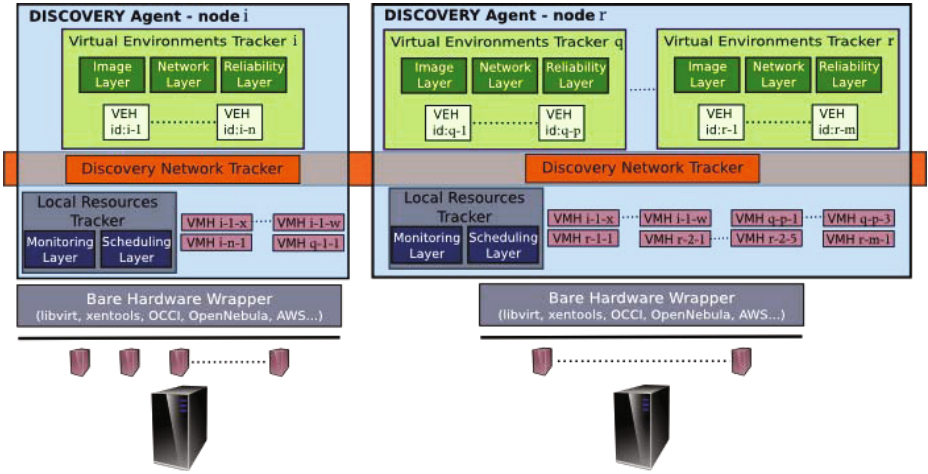 DISCOVERY Agent - node i
Virtual Environments Tracker i
Image Layer
Network Layer
Reliability Layer
VEH id:i-1
VEH id:i-n
Discovery Network Tracker
Local Resources Tracker
Monitoring Layer
Scheduling Layer
VMH i-1-x
VMH i-1-w
VMH i-n-1
VMH q-1-1
Bare Hardware Wrapper
(libvirt, xentools, OCCI, OpenNebula, AWS...)
DISCOVERY Agent - node r
Virtual Environments Tracker q
Image Layer
Network Layer
Reliability Layer
VEH id:q-1
VEH id:q-p
Virtual Environments Tracker r
Image Layer
Network Layer
Reliability Layer
VEH id:r-1
VEH id:r-m
Discovery Network Tracker
Local Resources Tracker
Monitoring Layer
Scheduling Layer
VMH i-1-x
VMH i-1-w
VMH q-p-1
VMH q-p-3
VMH r-1-1
VMH r-2-1
VMH r-2-5
VMH r-m-1
Bare Hardware Wrapper
(libvirt, xentools, OCCI, OpenNebula, AWS...)